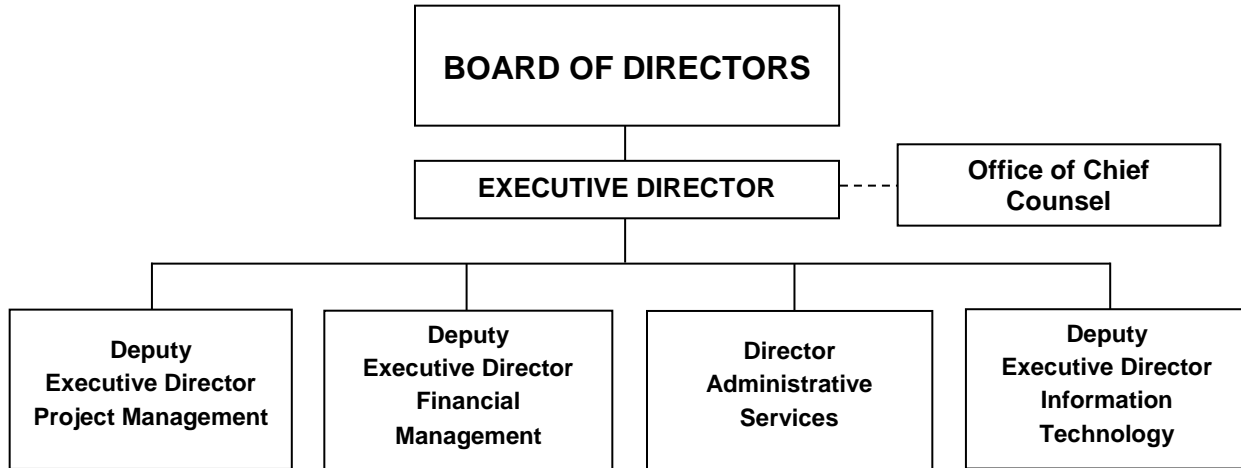 BOARD OF DIRECTORS
EXECUTIVE DIRECTOR
Office of Chief
Counsel
Deputy
Executive Director
Project Management
Deputy
Executive Director
Financial
Management
Director
Administrative
Services
Deputy
Executive Director
Information
Technology